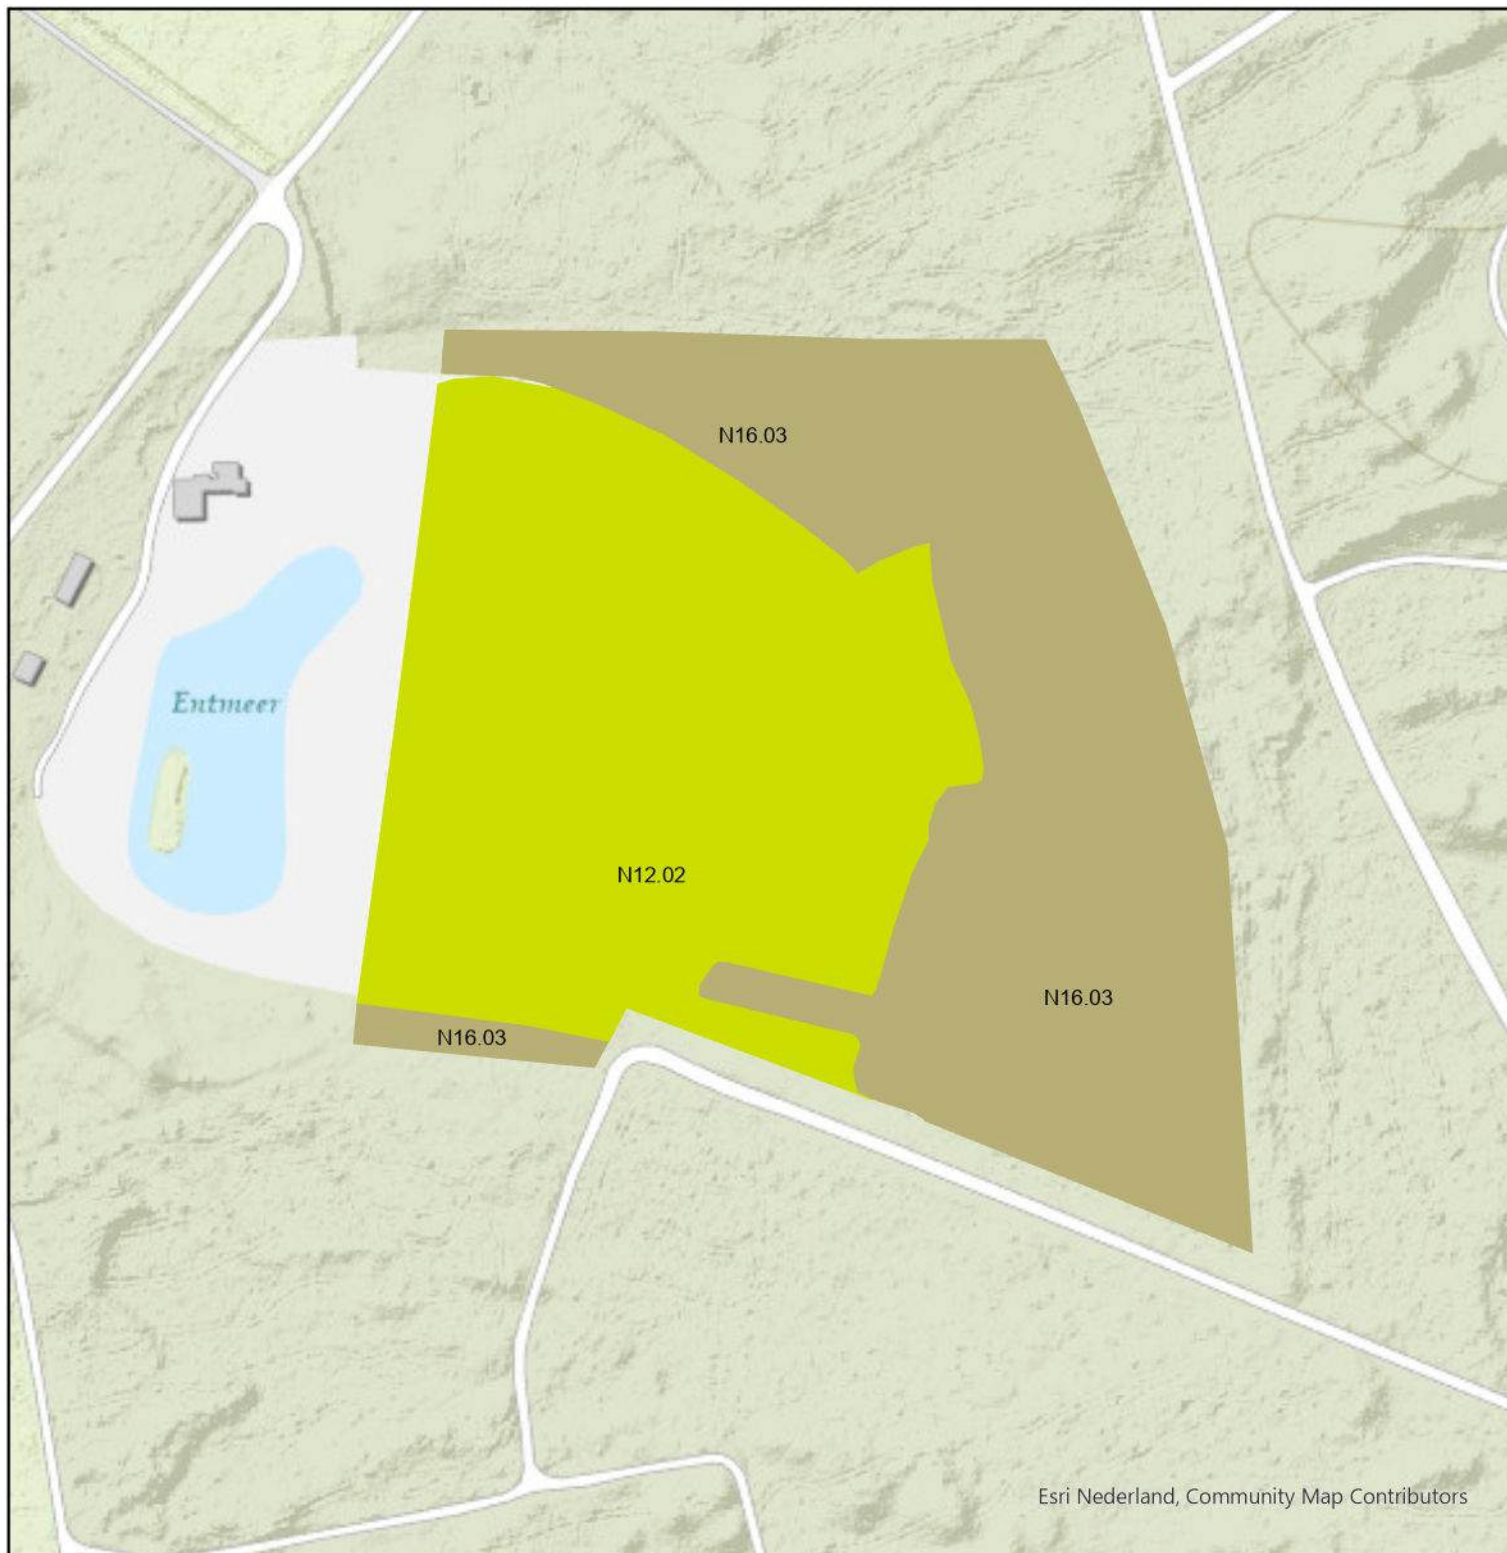 N16.03
Entmeer
N12.02
N16.03
N16.03
Esri Nederland, Community Map Contributors